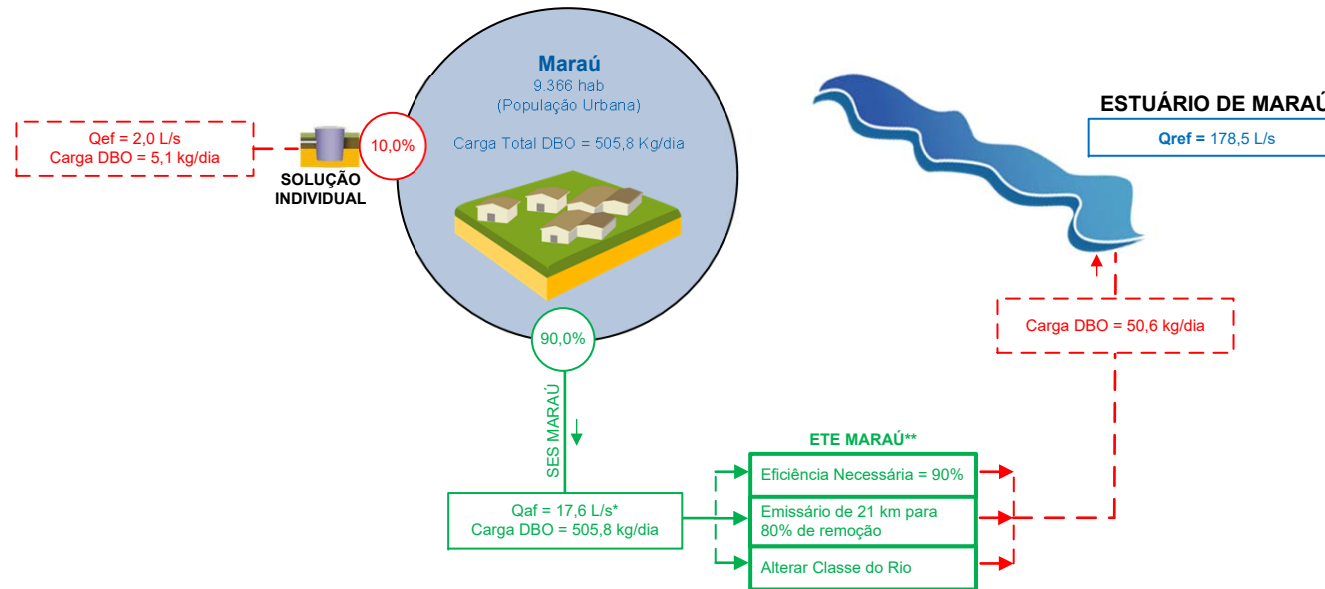 Maraú
9.366 hab
(População Urbana)
Carga Total DBO = 505,8 Kg/dia
10,0%
Qef = 2,0 L/s
Carga DBO = 5,1 kg/dia
SOLUÇÃO
INDIVIDUAL
ESTUÁRIO DE MARAÚ
Qref = 178,5 L/s
Carga DBO = 50,6 kg/dia
90,0%
SES MARAÚ
Qaf = 17,6 L/s*
Carga DBO = 505,8 kg/dia
ETE MARAÚ**
Eficiência Necessária = 90%
Emissário de 21 km para
80% de remoção
Alterar Classe do Rio